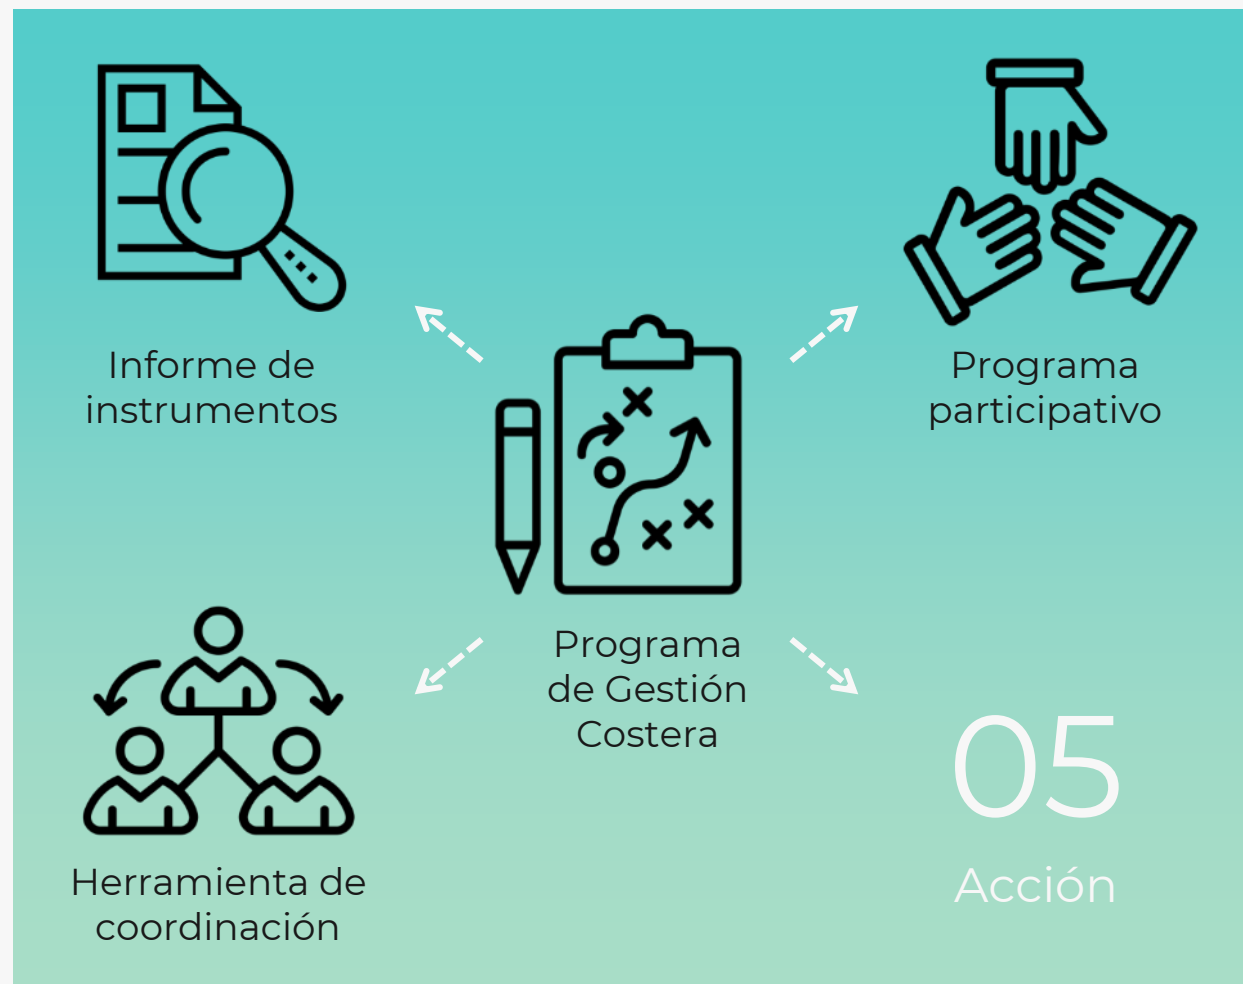 Informe de
instrumentos
Programa
participativo
Programa
de Gestión
Costera
Herramienta de
coordinación
05
Acción